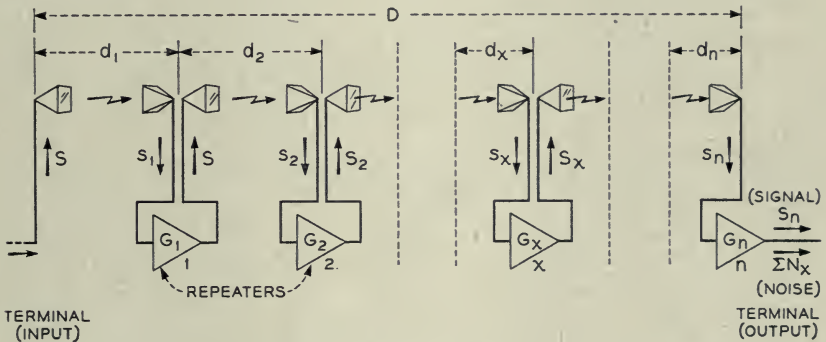 D
d1 d2 dx dn
S s1 S s2 S2 sx Sx sn
(SIGNAL)
Sn
G1 G2 Gx Gn
1 2. x n
ΣNx
REPEATERS
(NOISE)
TERMINAL
(INPUT)
TERMINAL
(OUTPUT)